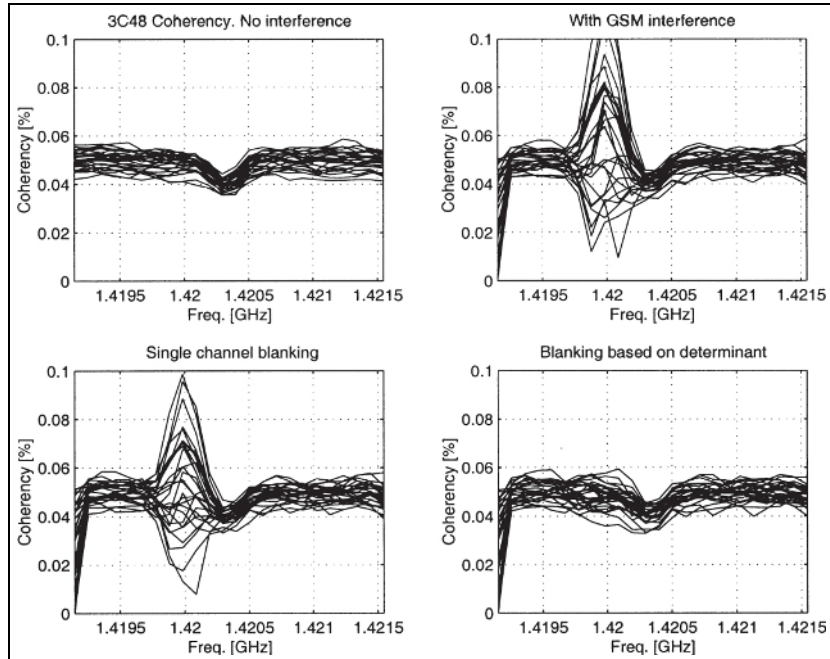 3C48 Coherency. No interference
0.1
0.08
0.06
0.04
0.02
0
Coherency [%]
1.4195 1.42 1.4205 1.421 1.4215
Freq. [GHz]
With GSM interference
0.1
0.08
0.06
0.04
0.02
0
Coherency [%]
1.4195 1.42 1.4205 1.421 1.4215
Freq. [GHz]
Single channel blanking
0.1
0.08
0.06
0.04
0.02
0
Coherency [%]
1.4195 1.42 1.4205 1.421 1.4215
Freq. [GHz]
Blanking based on determinant
0.1
0.08
0.06
0.04
0.02
0
Coherency [%]
1.4195 1.42 1.4205 1.421 1.4215
Freq. [GHz]